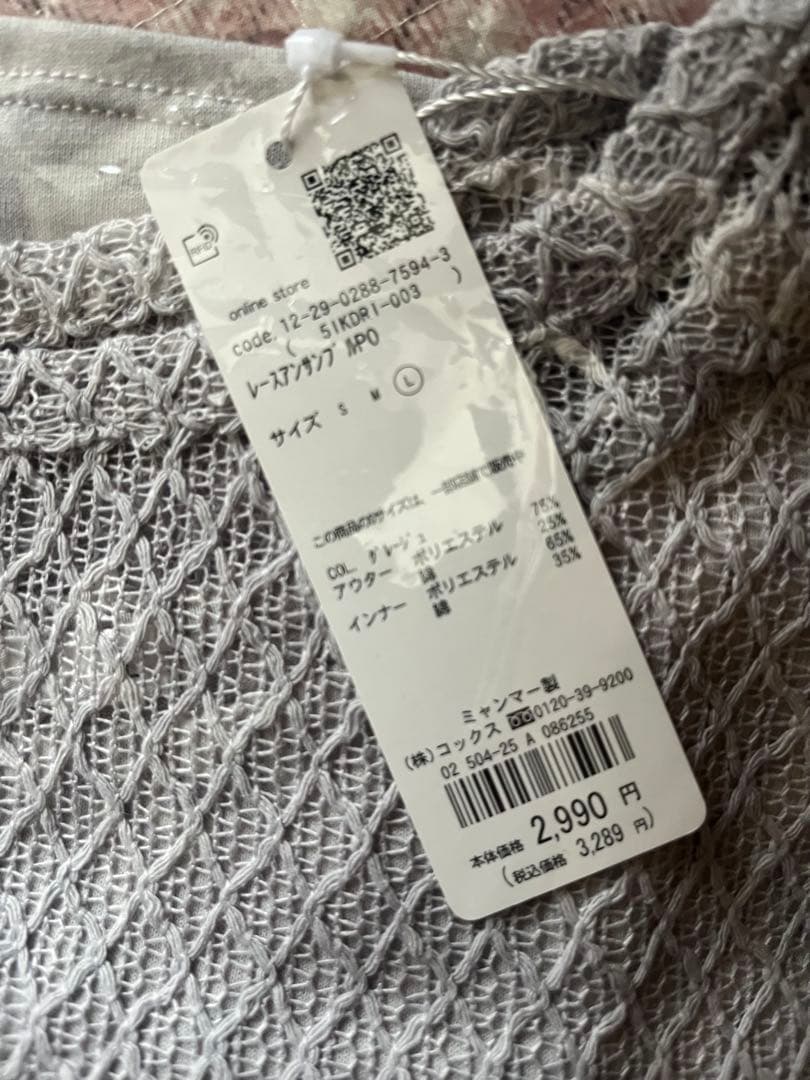 RFID
online store
code. 12-29-0288-7594-3
( 51KDR1-003 )
レースアンサンブルPO
サイズ S M L
この商品のSサイズは 一部店舗で販売中
COL. グレージュ
アウター ポリエステル 75%
綿 25%
インナー ポリエステル 65%
綿 35%
ミャンマー製
(株)コックス 0120-39-9200
02 504-25 A 086255
本体価格 2,990 円
(税込価格 3,289 円)